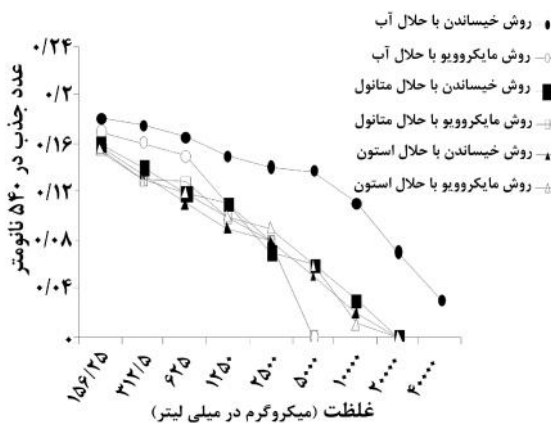 روش خیساندن با حلال آب
روش مایکروویو با حلال آب
روش خیساندن با حلال متانول
روش مایکروویو با حلال متانول
روش خیساندن با حلال استون
روش مایکروویو با حلال استون
عدد جذب در ۵۴۰ نانومتر
۰/۲۴
۰/۲
۰/۱۶
۰/۱۲
۰/۰۸
۰/۰۴
۰
۱۵۶/۲۵
۳۱۲/۵
۶۲۵
۱۲۵۰
۲۵۰۰
۵۰۰۰
۱۰۰۰۰
۲۰۰۰۰
۴۰۰۰۰
غلظت (میکروگرم در میلی لیتر)